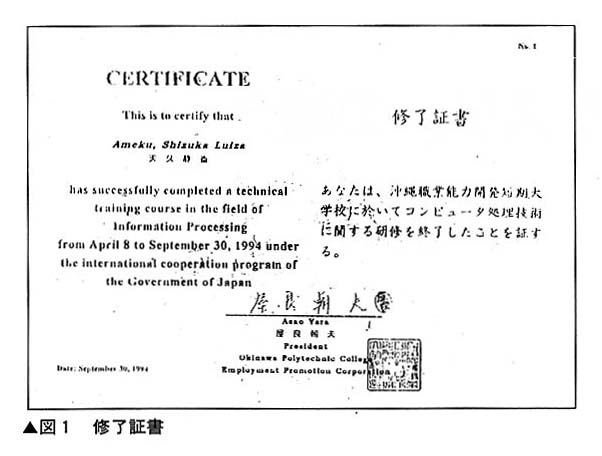 No. 1
CERTIFICATE
This is to certify that
Ameku, Shizuka Luiza
has successfully completed a technical
training course in the field of
Information Processing
from April 8 to September 30, 1994 under
the international cooperation program of
the Government of Japan
修了証書
あなたは、沖縄職業能力開発短期大
学校に於いてコンピュータ処理技術
に関する研修を終了したことを証す
る。
屋良朝夫
Asao Yara
屋良朝夫
President
Okinawa Polytechnic College
Employment Promotion Corporation
Date: September 30, 1994
▲図1 修了証書